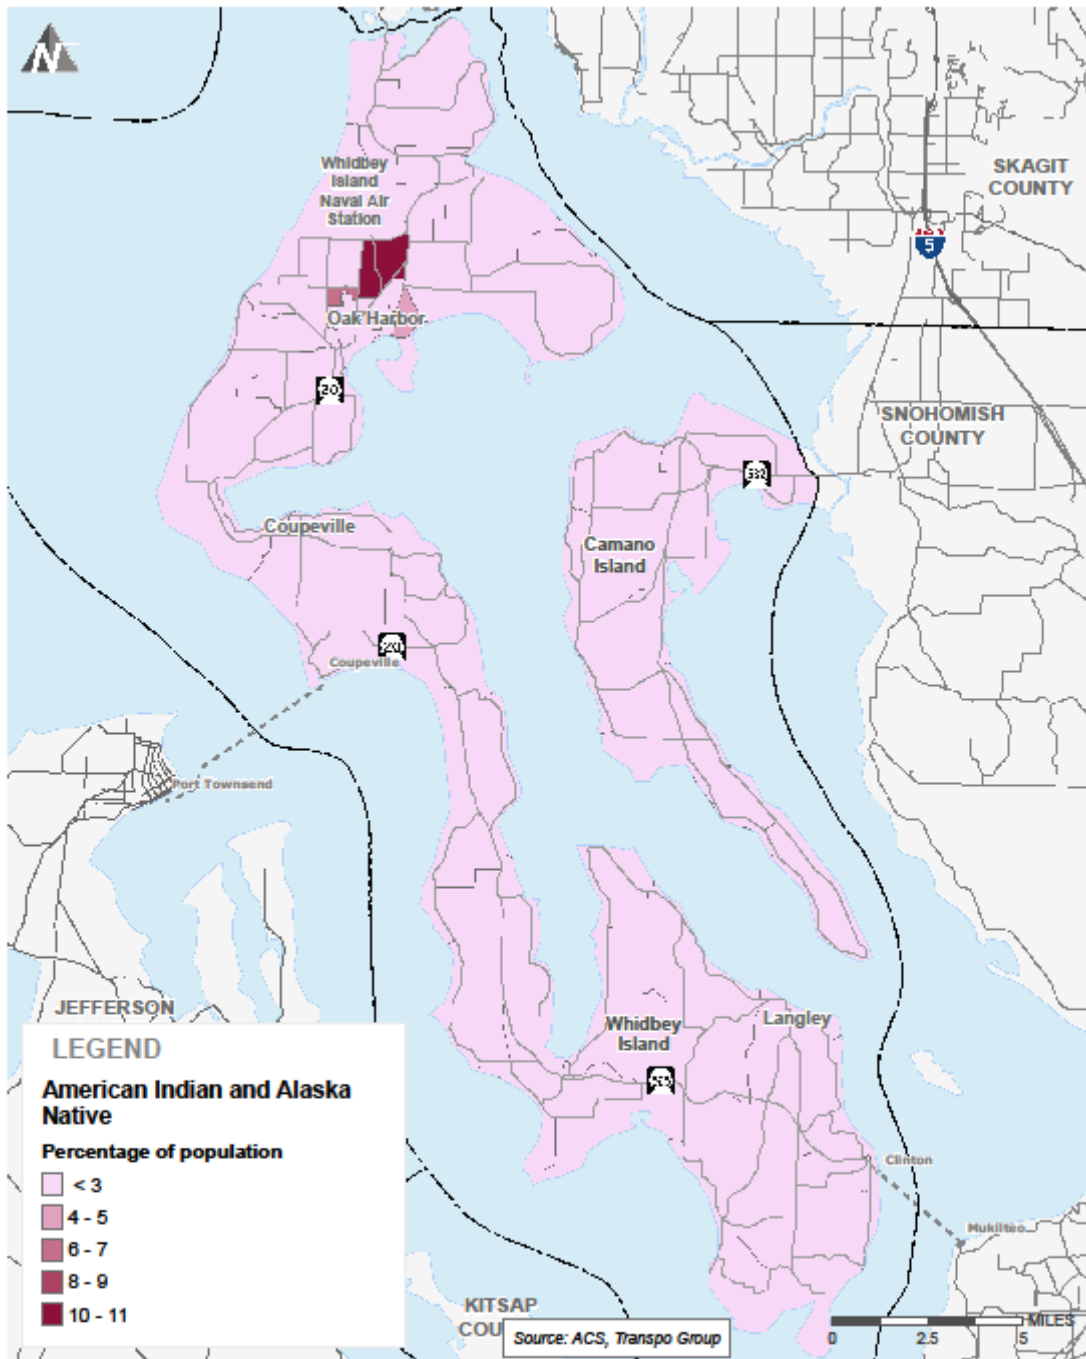 N
Whidbey
Island
Naval Air
Station
SKAGIT
COUNTY
5
Oak Harbor
20
SNOHOMISH
COUNTY
532
Coupeville
Camano
Island
Coupeville
Port Townsend
JEFFERSON
Whidbey
Island
Langley
525
Clinton
Mukilteo
KITSAP
LEGEND
American Indian and Alaska
Native
Percentage of population
< 3
4 - 5
6 - 7
8 - 9
10 - 11
Source: ACS, Transpo Group
MILES
0 2.5 5